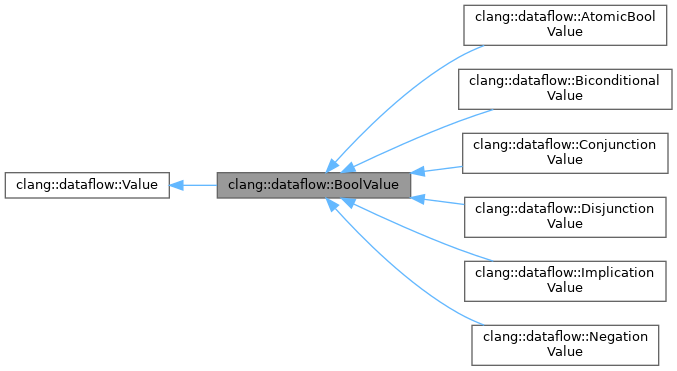 clang::dataflow::Value
clang::dataflow::BoolValue
clang::dataflow::AtomicBool
Value
clang::dataflow::Biconditional
Value
clang::dataflow::Conjunction
Value
clang::dataflow::Disjunction
Value
clang::dataflow::Implication
Value
clang::dataflow::Negation
Value